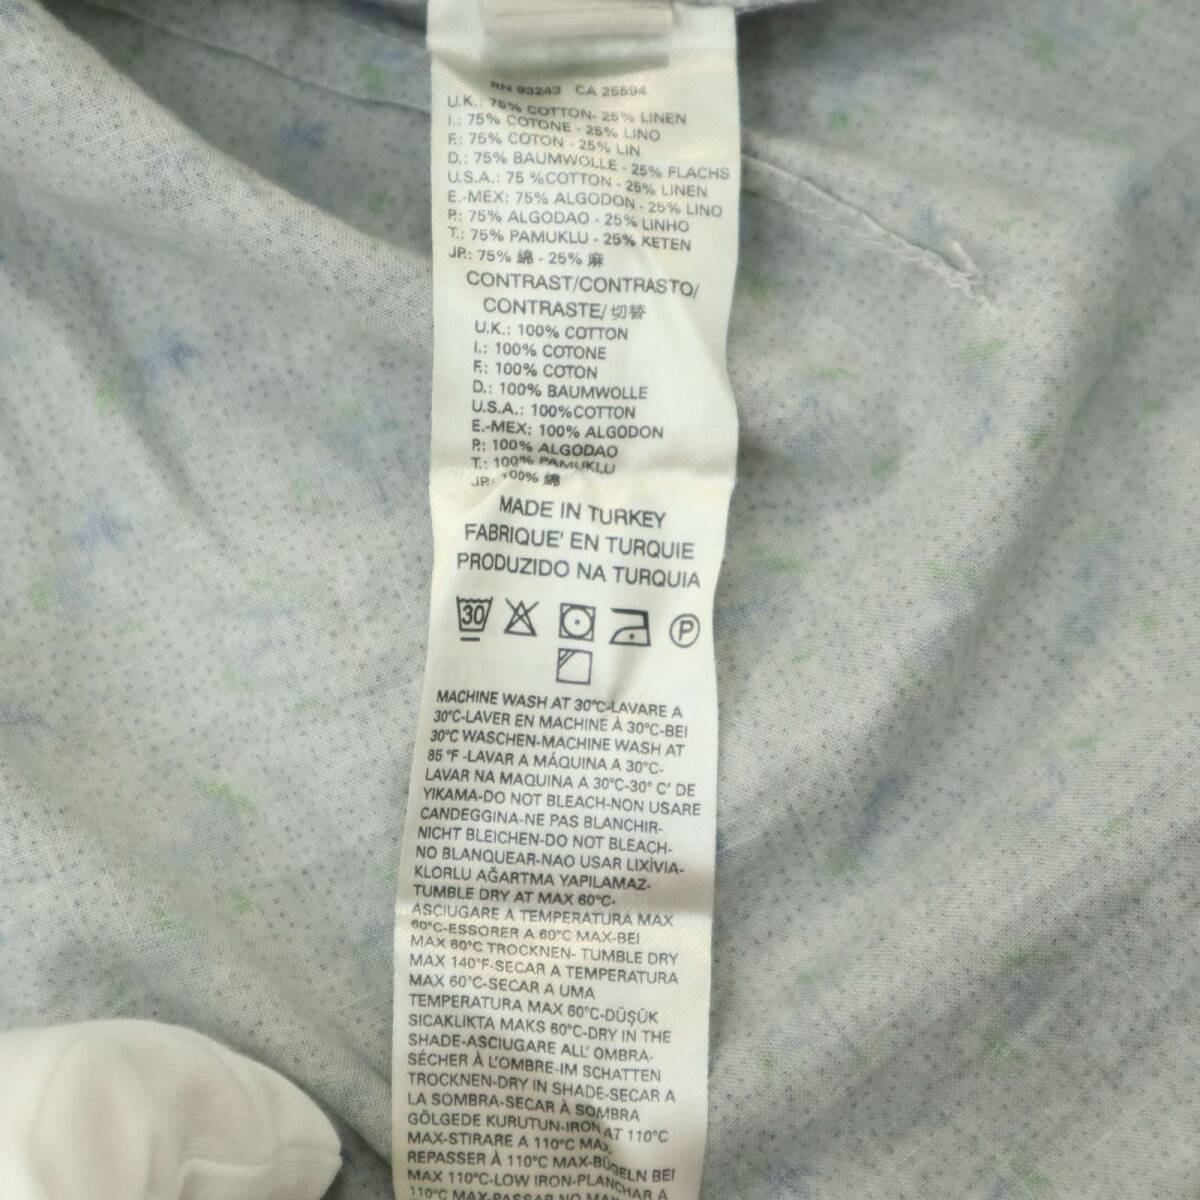 RN 93243 CA 25594
U.K.: 75% COTTON- 25% LINEN
I.: 75% COTONE - 25% LINO
F.: 75% COTON - 25% LIN
D.: 75% BAUMWOLLE - 25% FLACHS
U.S.A.: 75 %COTTON - 25% LINEN
E.-MEX: 75% ALGODON - 25% LINO
P.: 75% ALGODAO - 25% LINHO
T.: 75% PAMUKLU - 25% KETEN
JP.: 75% 綿 - 25% 麻
CONTRAST/CONTRASTO/
CONTRASTE/切替
U.K.: 100% COTTON
I.: 100% COTONE
F.: 100% COTON
D.: 100% BAUMWOLLE
U.S.A.: 100%COTTON
E.-MEX: 100% ALGODON
P.: 100% ALGODAO
T.: 100% PAMUKLU
JP. 100% 綿
MADE IN TURKEY
FABRIQUE' EN TURQUIE
PRODUZIDO NA TURQUIA
30 P
MACHINE WASH AT 30°C-LAVARE A
30°C-LAVER EN MACHINE À 30°C-BEI
30°C WASCHEN-MACHINE WASH AT
85 °F -LAVAR A MÁQUINA A 30°C-
LAVAR NA MAQUINA A 30°C-30° C' DE
YIKAMA-DO NOT BLEACH-NON USARE
CANDEGGINA-NE PAS BLANCHIR-
NICHT BLEICHEN-DO NOT BLEACH-
NO BLANQUEAR-NAO USAR LIXÍVIA-
KLORLU AĞARTMA YAPILAMAZ-
TUMBLE DRY AT MAX 60°C-
ASCIUGARE A TEMPERATURA MAX
60°C-ESSORER A 60°C MAX-BEI
MAX 60°C TROCKNEN- TUMBLE DRY
MAX 140°F-SECAR A TEMPERATURA
MAX 60°C-SECAR A UMA
TEMPERATURA MAX 60°C-DÜŞÜK
SICAKLIKTA MAKS 60°C-DRY IN THE
SHADE-ASCIUGARE ALL' OMBRA-
SÉCHER À L'OMBRE-IM SCHATTEN
TROCKNEN-DRY IN SHADE-SECAR A
LA SOMBRA-SECAR À SOMBRA
GÖLGEDE KURUTUN-IRON AT 110°C
MAX-STIRARE A 110°C MAX-
REPASSER À 110°C MAX-BÜGELN BEI
MAX 110°C-LOW IRON-PLANCHAR A
110°C MAX-PASSAR NO MAX